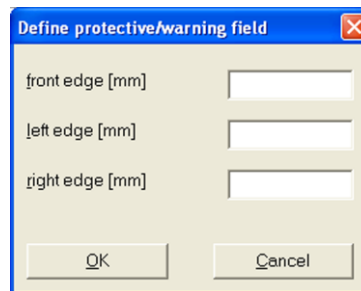 Define protective/warning field
front edge [mm]
left edge [mm]
right edge [mm]
OK
Cancel